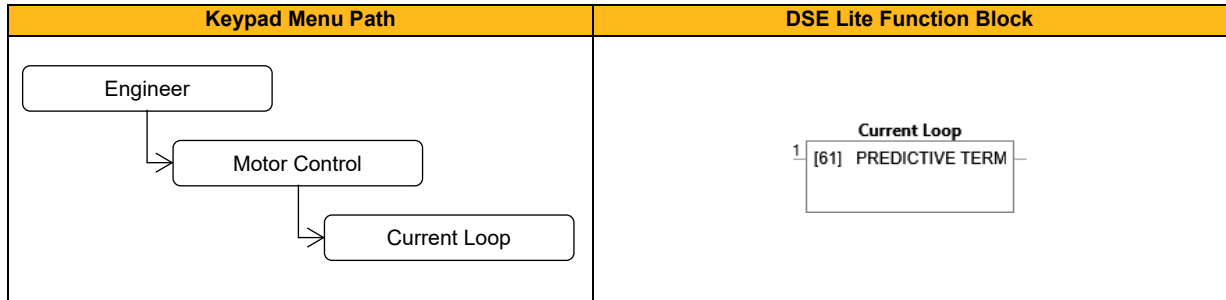 Keypad Menu Path
DSE Lite Function Block
Engineer
Motor Control
Current Loop
Current Loop
1
[61] PREDICTIVE TERM